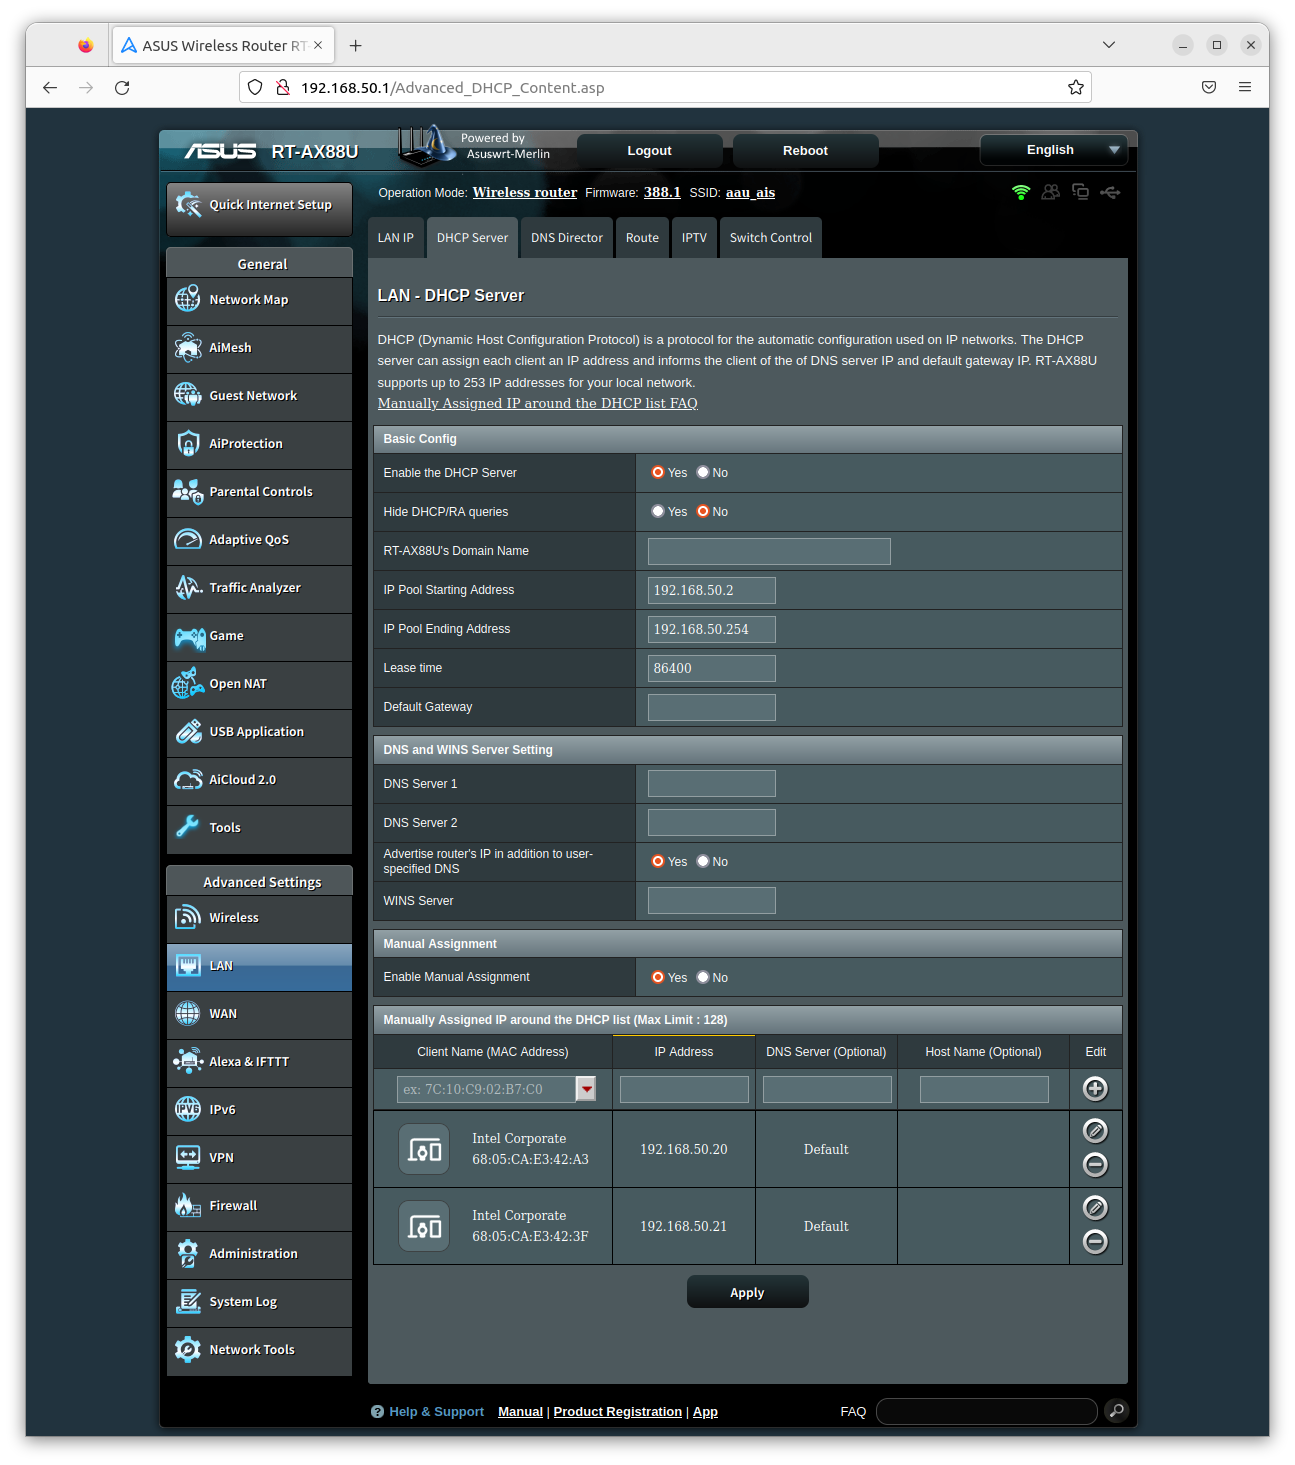 ASUS Wireless Router RT-
192.168.50.1/Advanced_DHCP_Content.asp
ASUS RT-AX88U
Powered by
Asuswrt-Merlin
Logout
Reboot
English
Quick Internet Setup
Operation Mode: Wireless router Firmware: 388.1 SSID: aau_ais
LAN IP
DHCP Server
DNS Director
Route
IPTV
Switch Control
General
Network Map
AiMesh
Guest Network
AiProtection
Parental Controls
Adaptive QoS
Traffic Analyzer
Game
Open NAT
USB Application
AiCloud 2.0
Tools
Advanced Settings
Wireless
LAN
WAN
Alexa & IFTTT
IPv6
VPN
Firewall
Administration
System Log
Network Tools
LAN - DHCP Server
DHCP (Dynamic Host Configuration Protocol) is a protocol for the automatic configuration used on IP networks. The DHCP
server can assign each client an IP address and informs the client of the of DNS server IP and default gateway IP. RT-AX88U
supports up to 253 IP addresses for your local network.
Manually Assigned IP around the DHCP list FAQ
Basic Config
Enable the DHCP Server Yes No
Hide DHCP/RA queries Yes No
RT-AX88U's Domain Name
IP Pool Starting Address 192.168.50.2
IP Pool Ending Address 192.168.50.254
Lease time 86400
Default Gateway
DNS and WINS Server Setting
DNS Server 1
DNS Server 2
Advertise router's IP in addition to user-
specified DNS Yes No
WINS Server
Manual Assignment
Enable Manual Assignment Yes No
Manually Assigned IP around the DHCP list (Max Limit : 128)
Client Name (MAC Address) IP Address DNS Server (Optional) Host Name (Optional) Edit
ex: 7C:10:C9:02:B7:C0
Intel Corporate
68:05:CA:E3:42:A3 192.168.50.20 Default
Intel Corporate
68:05:CA:E3:42:3F 192.168.50.21 Default
Apply
? Help & Support Manual | Product Registration | App FAQ